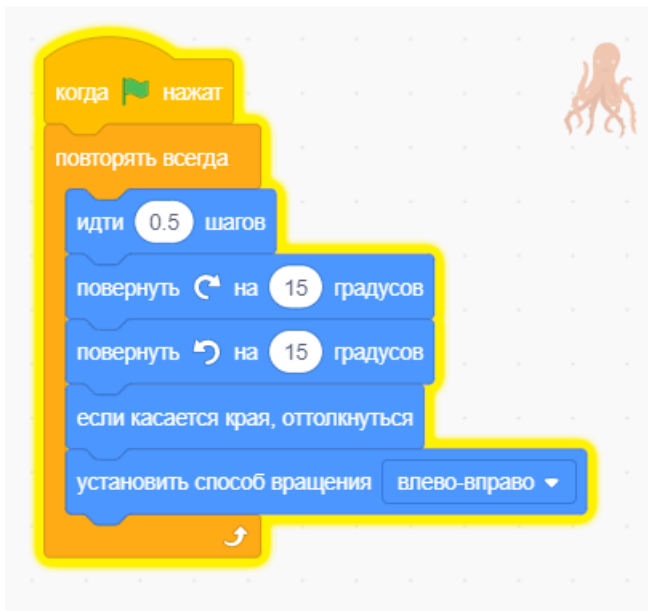 когда нажат
повторять всегда
идти 0.5 шагов
повернуть на 15 градусов
повернуть на 15 градусов
если касается края, оттолкнуться
установить способ вращения влево-вправо